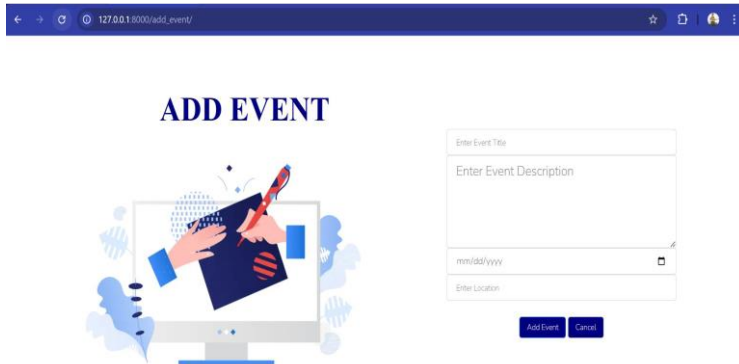 127.0.0.1:8000/add_event/
ADD EVENT
Enter Event Title
Enter Event Description
mm/dd/yyyy
Enter Location
Add Event Cancel